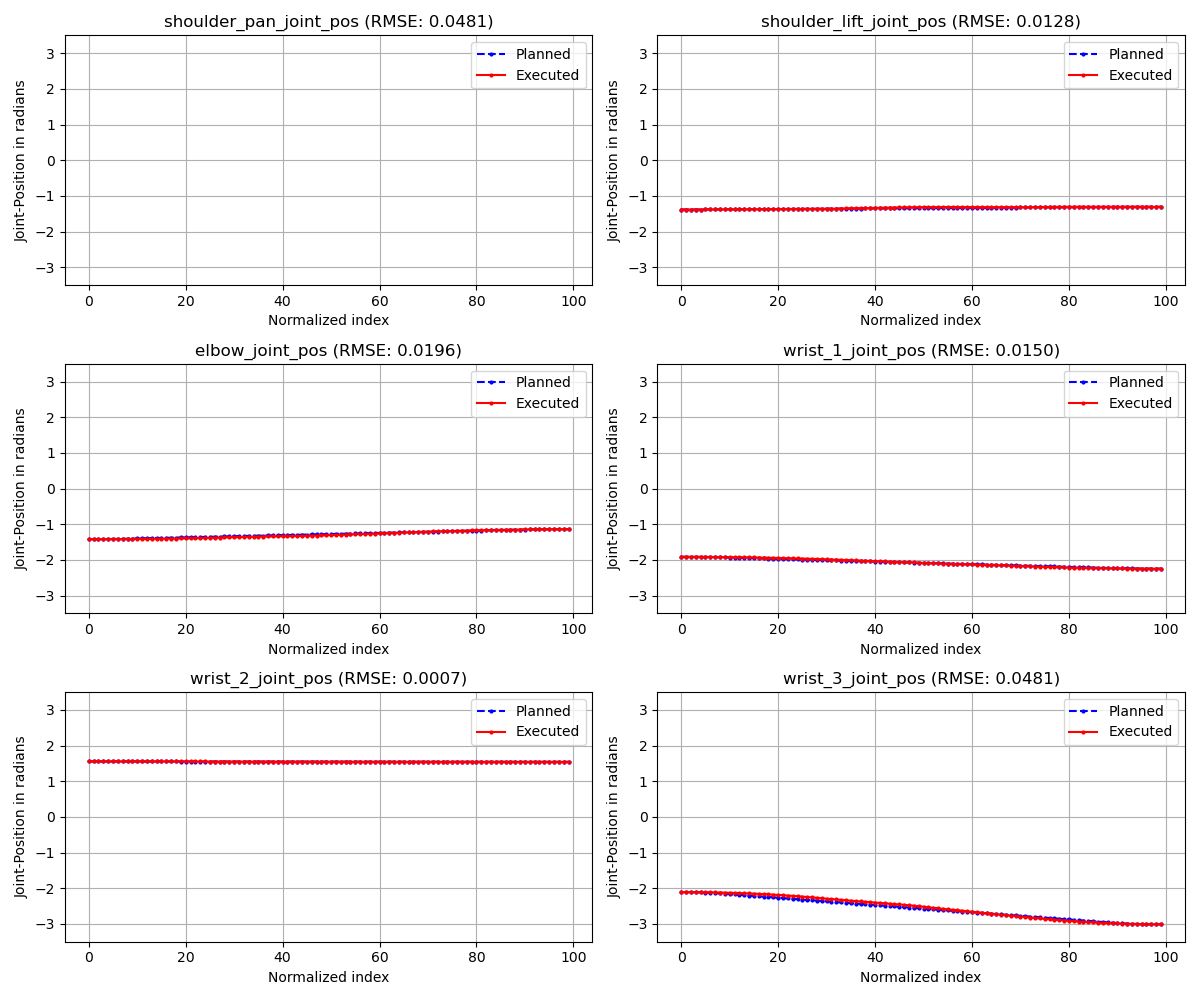 shoulder_pan_joint_pos (RMSE: 0.0481)
Joint-Position in radians
3
2
1
0
−1
−2
−3
Planned
Executed
0 20 40 60 80 100
Normalized index
shoulder_lift_joint_pos (RMSE: 0.0128)
Joint-Position in radians
3
2
1
0
−1
−2
−3
Planned
Executed
0 20 40 60 80 100
Normalized index
elbow_joint_pos (RMSE: 0.0196)
Joint-Position in radians
3
2
1
0
−1
−2
−3
Planned
Executed
0 20 40 60 80 100
Normalized index
wrist_1_joint_pos (RMSE: 0.0150)
Joint-Position in radians
3
2
1
0
−1
−2
−3
Planned
Executed
0 20 40 60 80 100
Normalized index
wrist_2_joint_pos (RMSE: 0.0007)
Joint-Position in radians
3
2
1
0
−1
−2
−3
Planned
Executed
0 20 40 60 80 100
Normalized index
wrist_3_joint_pos (RMSE: 0.0481)
Joint-Position in radians
3
2
1
0
−1
−2
−3
Planned
Executed
0 20 40 60 80 100
Normalized index